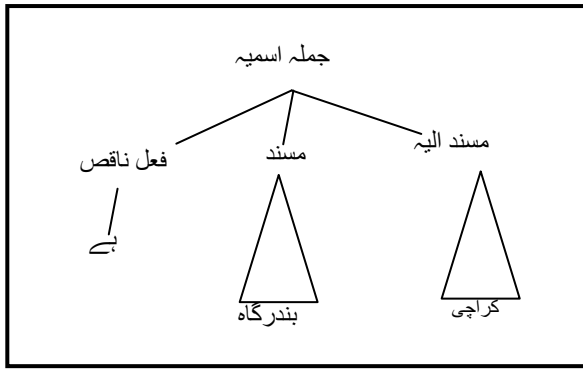 جملہ اسمیہ
مسند الیہ
مسند
فعل ناقص
کراچی
بندرگاہ
ہے